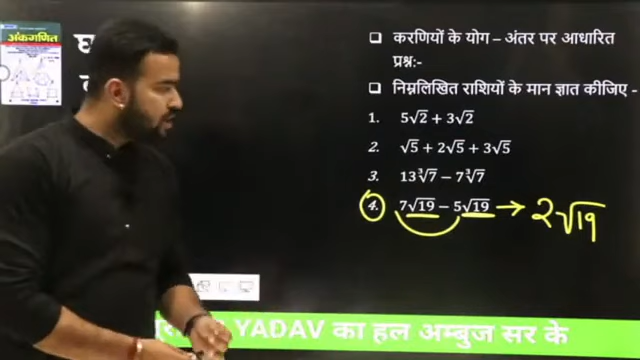 अंकगणित
करणियों के योग – अंतर पर आधारित
प्रश्न:-
निम्नलिखित राशियों के मान ज्ञात कीजिए -
1. 5√2 + 3√2
2. √5 + 2√5 + 3√5
3. 13∛7 − 7∛7
4. 7√19 − 5√19 → 2√19
YADAV का हल अम्बुज सर के